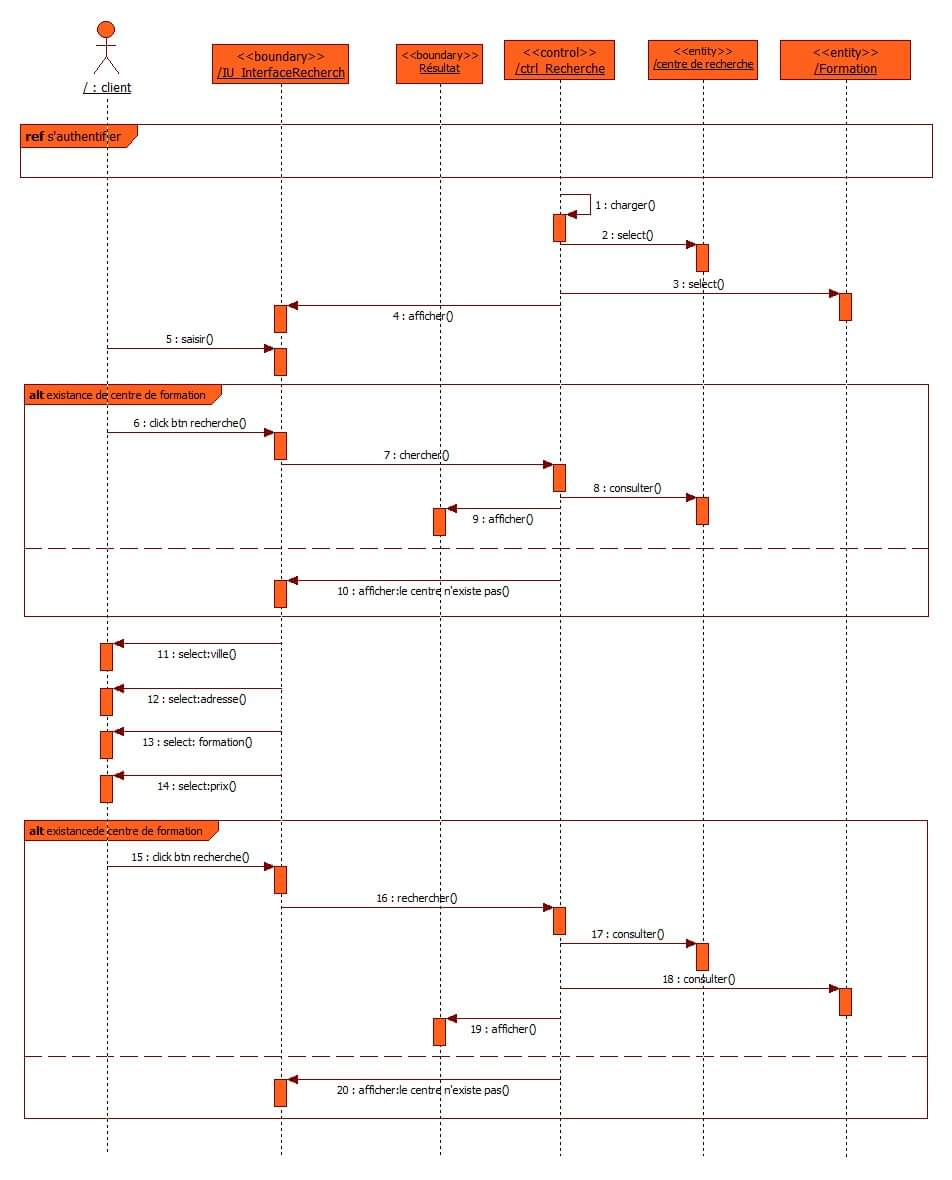 / : client
<<boundary>>
/IU_InterfaceRecherch
<<boundary>>
Résultat
<<control>>
/ctrl_Recherche
<<entity>>
/centre de recherche
<<entity>>
/Formation
ref s'authentifier
1 : charger()
2 : select()
3 : select()
4 : afficher()
5 : saisir()
alt existance de centre de formation
6 : click btn recherche()
7 : chercher()
8 : consulter()
9 : afficher()
10 : afficher:le centre n'existe pas()
11 : select:ville()
12 : select:adresse()
13 : select: formation()
14 : select:prix()
alt existancede centre de formation
15 : click btn recherche()
16 : rechercher()
17 : consulter()
18 : consulter()
19 : afficher()
20 : afficher:le centre n'existe pas()